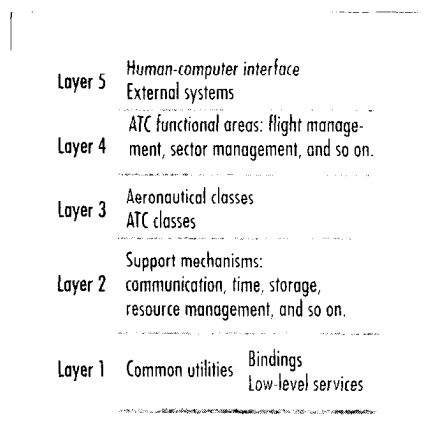 Human-computer interface
Layer 5 External systems
ATC functional areas: flight manage-
Layer 4 ment, sector management, and so on.
Layer 3 Aeronautical classes
ATC classes
Support mechanisms:
Layer 2 communication, time, storage,
resource management, and so on.
Layer 1 Common utilities Bindings
Low-level services